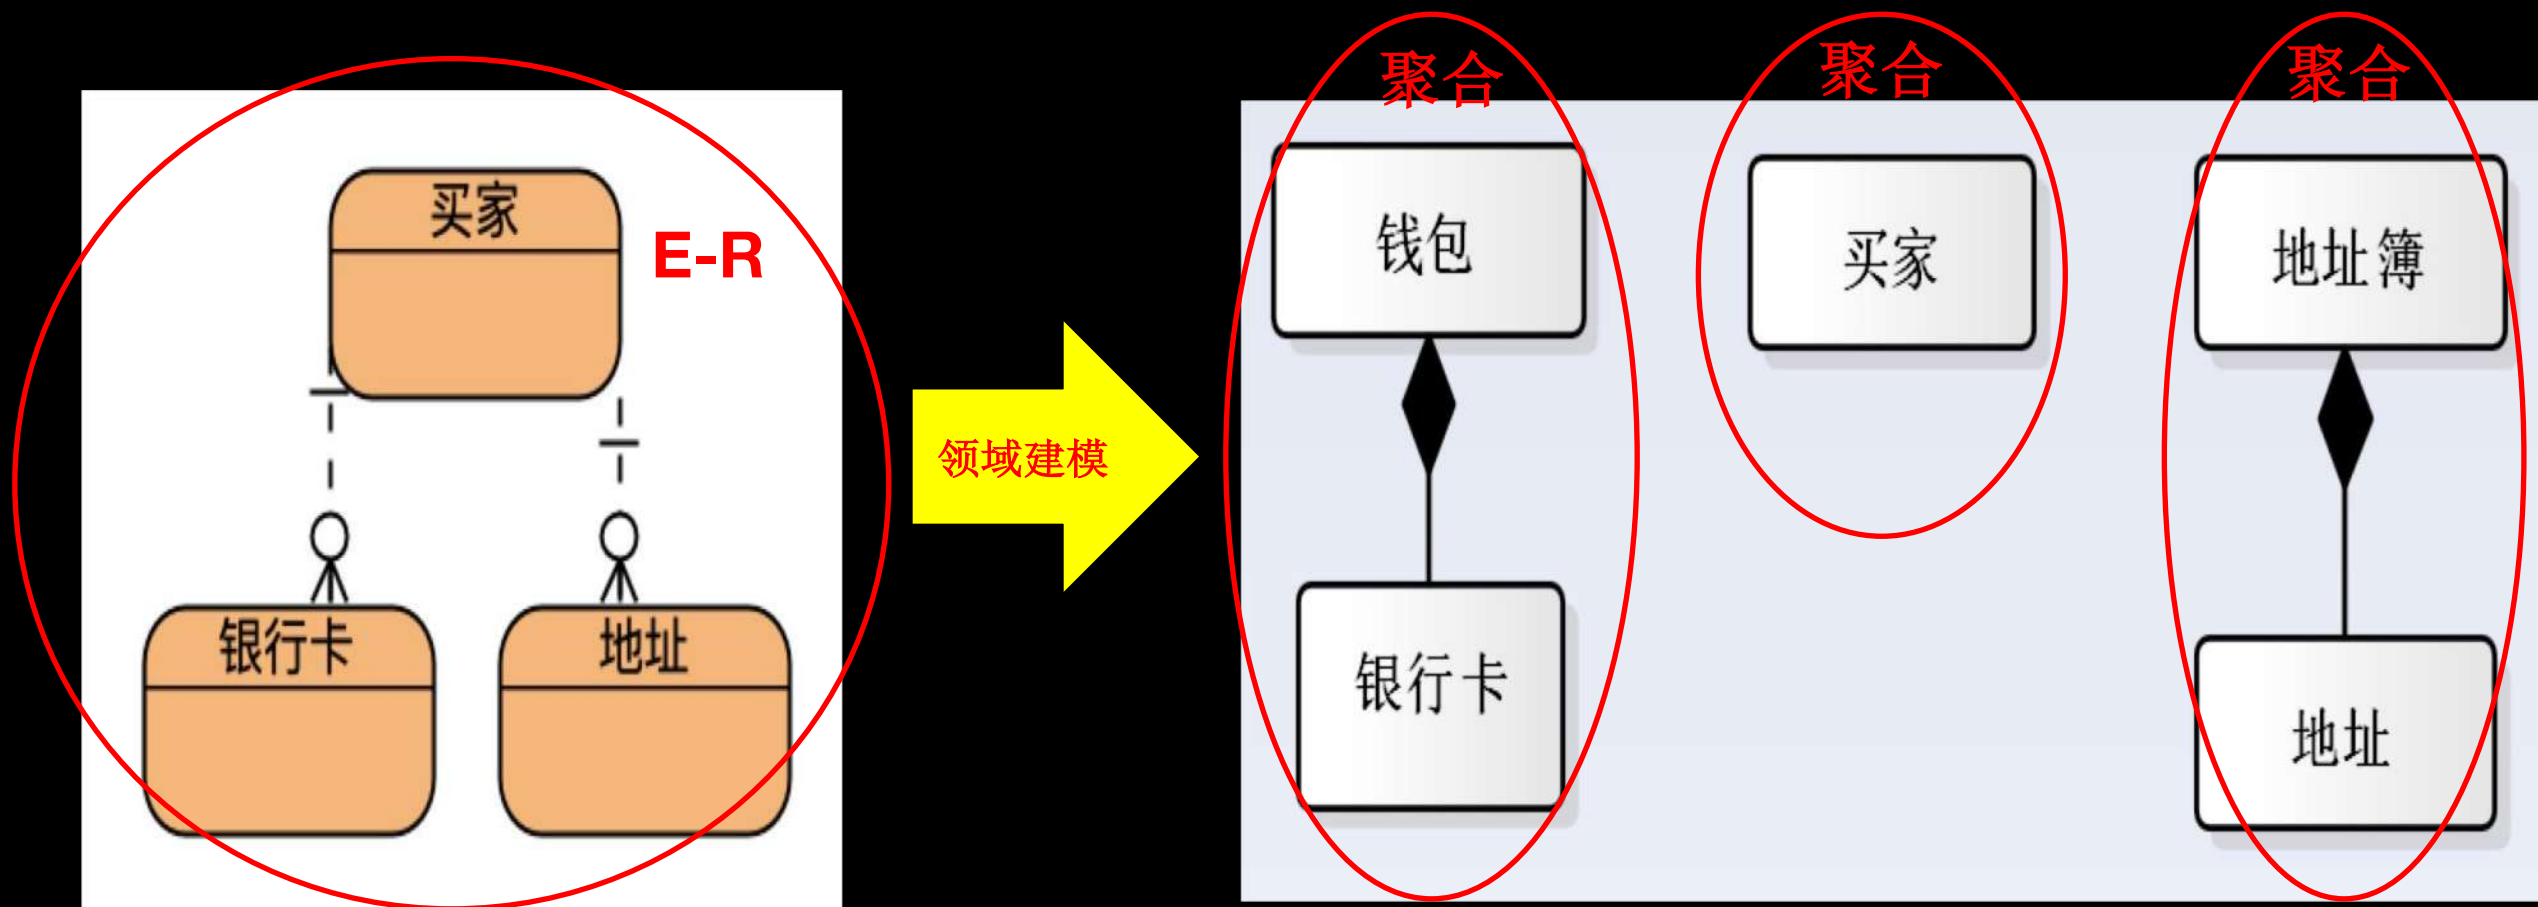 买家
E-R
银行卡
地址
领域建模
聚合
聚合
聚合
钱包
买家
地址簿
银行卡
地址